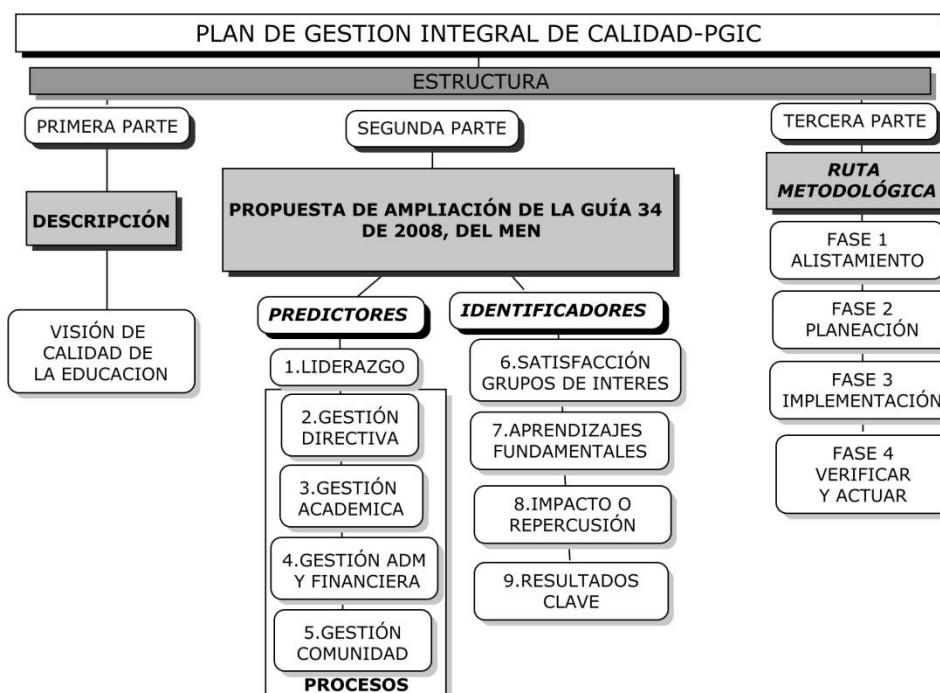 PLAN DE GESTION INTEGRAL DE CALIDAD-PGIC
ESTRUCTURA
PRIMERA PARTE
DESCRIPCIÓN
VISIÓN DE
CALIDAD DE
LA EDUCACION
SEGUNDA PARTE
PROPUESTA DE AMPLIACIÓN DE LA GUÍA 34
DE 2008, DEL MEN
PREDICTORES
1.LIDERAZGO
2.GESTIÓN
DIRECTIVA
3.GESTIÓN
ACADEMICA
4.GESTIÓN ADM
Y FINANCIERA
5.GESTIÓN
COMUNIDAD
PROCESOS
IDENTIFICADORES
6.SATISFACCIÓN
GRUPOS DE INTERES
7.APRENDIZAJES
FUNDAMENTALES
8.IMPACTO O
REPERCUSIÓN
9.RESULTADOS
CLAVE
TERCERA PARTE
RUTA
METODOLÓGICA
FASE 1
ALISTAMIENTO
FASE 2
PLANEACIÓN
FASE 3
IMPLEMENTACIÓN
FASE 4
VERIFICAR
Y ACTUAR